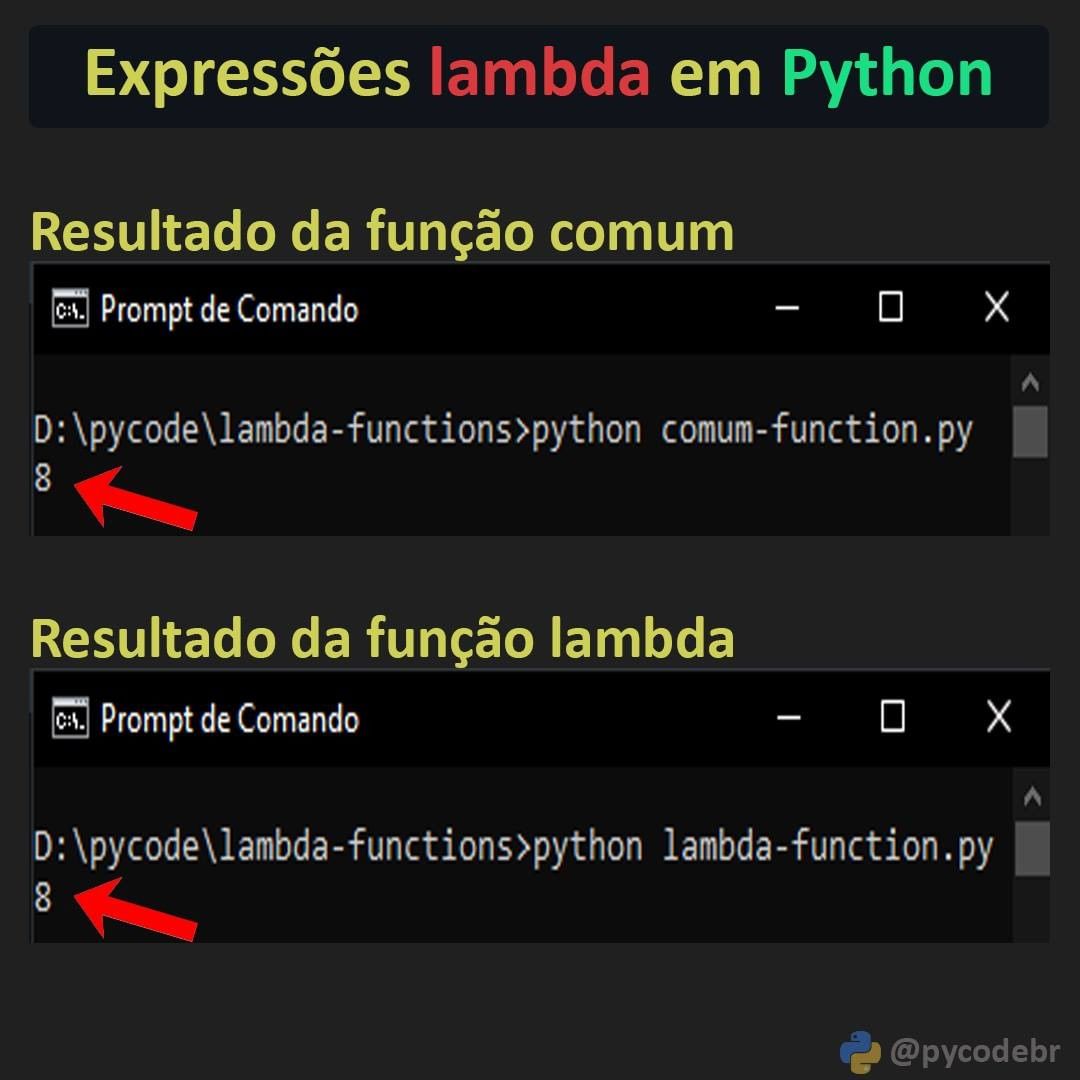 Expressões lambda em Python
Resultado da função comum
C:\. Prompt de Comando
D:\pycode\lambda-functions>python comum-function.py
8
Resultado da função lambda
C:\. Prompt de Comando
D:\pycode\lambda-functions>python lambda-function.py
8
@pycodebr